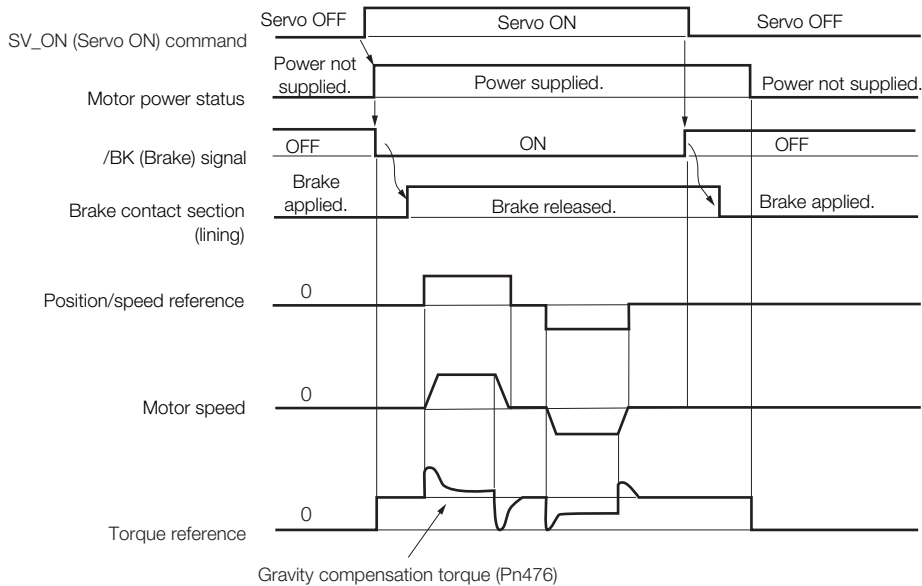 Servo OFF Servo ON Servo OFF
SV_ON (Servo ON) command
Power not
supplied. Power supplied. Power not supplied.
Motor power status
OFF ON OFF
/BK (Brake) signal
Brake
applied. Brake released. Brake applied.
Brake contact section
(lining)
Position/speed reference 0
0
Motor speed
0
Torque reference
Gravity compensation torque (Pn476)